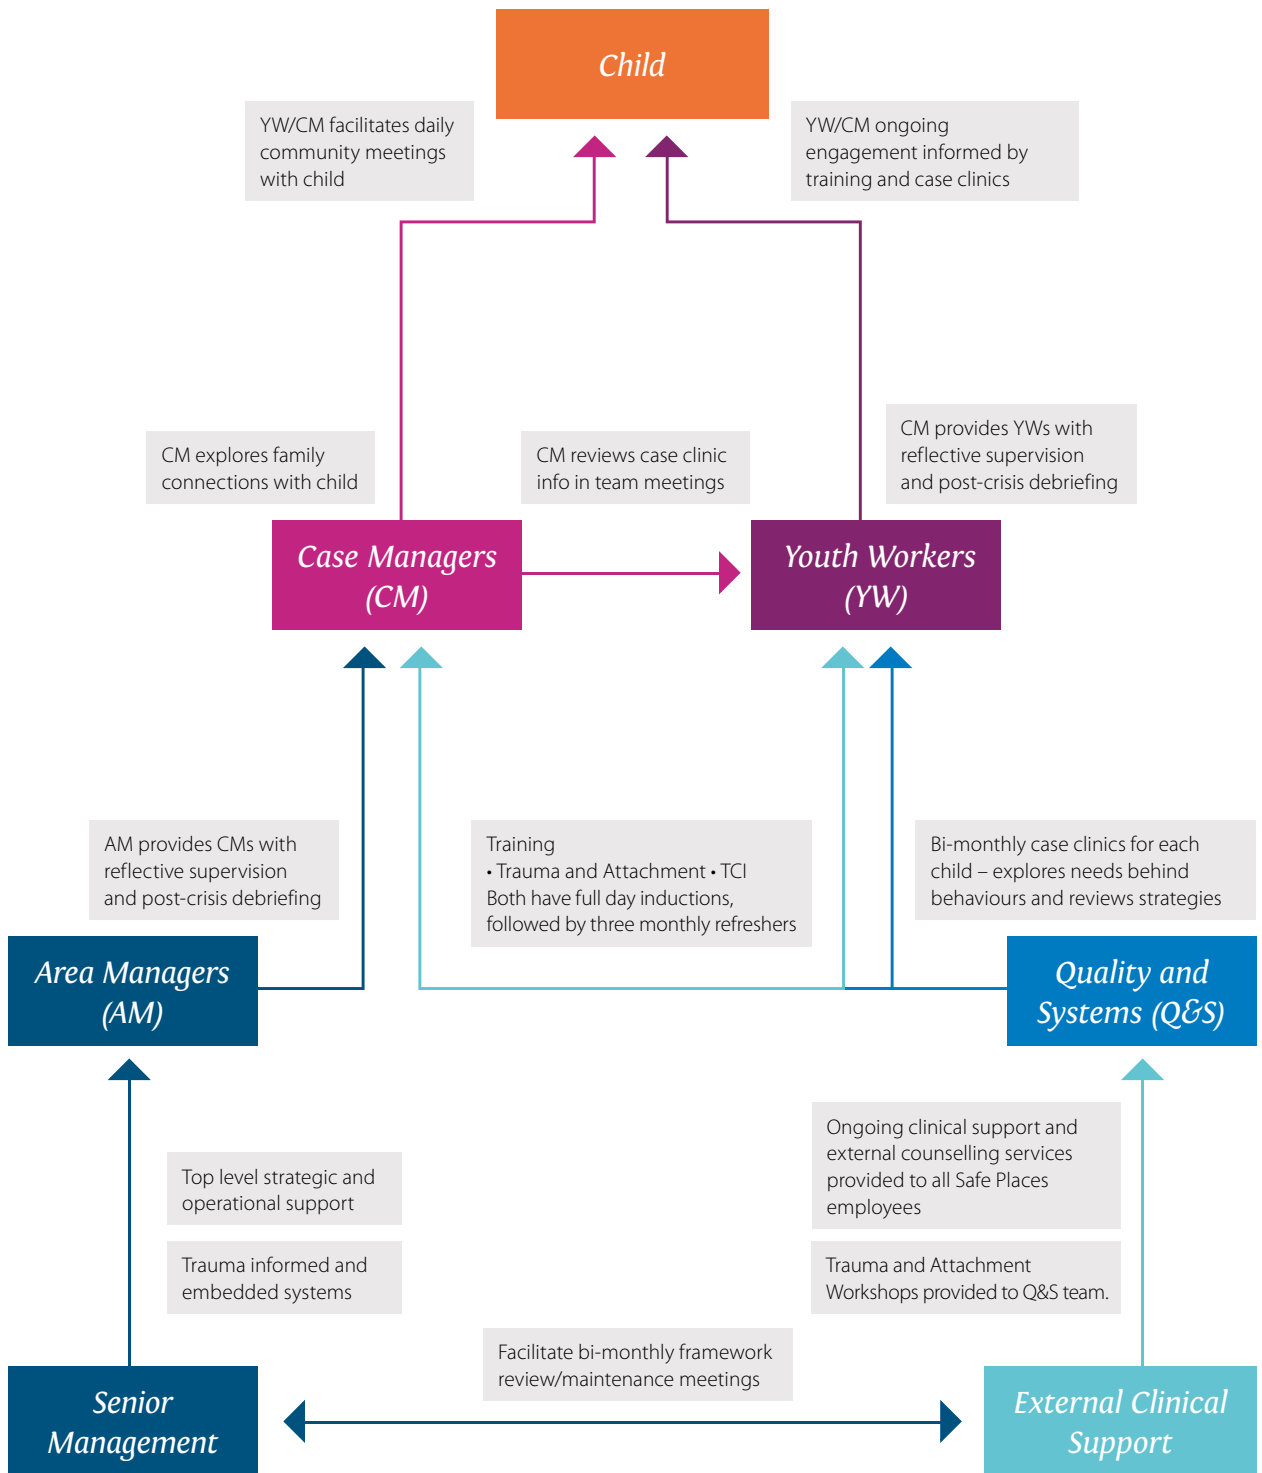 Child
YW/CM facilitates daily
community meetings
with child
YW/CM ongoing
engagement informed by
training and case clinics
CM explores family
connections with child
CM reviews case clinic
info in team meetings
CM provides YWs with
reflective supervision
and post-crisis debriefing
Case Managers
(CM)
Youth Workers
(YW)
AM provides CMs with
reflective supervision
and post-crisis debriefing
Training
• Trauma and Attachment • TCI
Both have full day inductions,
followed by three monthly refreshers
Bi-monthly case clinics for each
child – explores needs behind
behaviours and reviews strategies
Area Managers
(AM)
Quality and
Systems (Q&S)
Top level strategic and
operational support
Trauma informed and
embedded systems
Ongoing clinical support and
external counselling services
provided to all Safe Places
employees
Trauma and Attachment
Workshops provided to Q&S team.
Facilitate bi-monthly framework
review/maintenance meetings
Senior
Management
External Clinical
Support